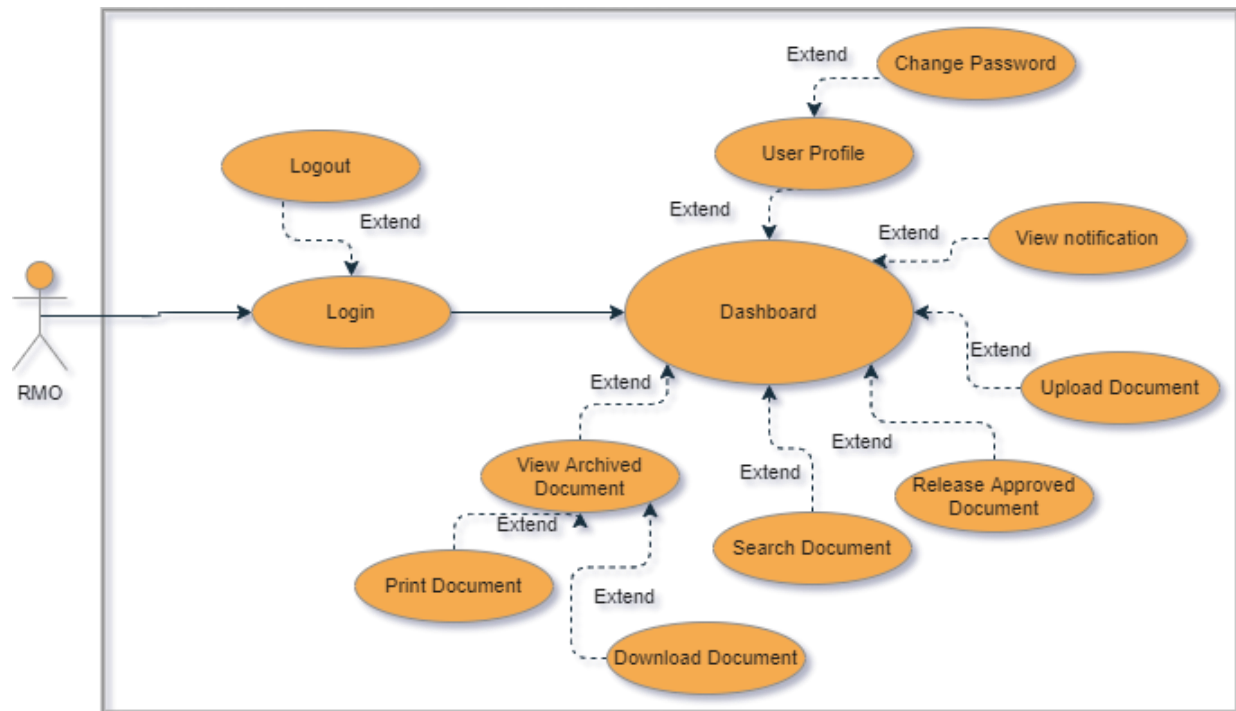 Extend
Change Password
User Profile
Logout
Extend
Extend
Extend
View notification
Login
Dashboard
RMO
Extend
Extend
Upload Document
Extend
Extend
View Archived
Document
Extend
Release Approved
Document
Extend
Search Document
Print Document
Extend
Download Document